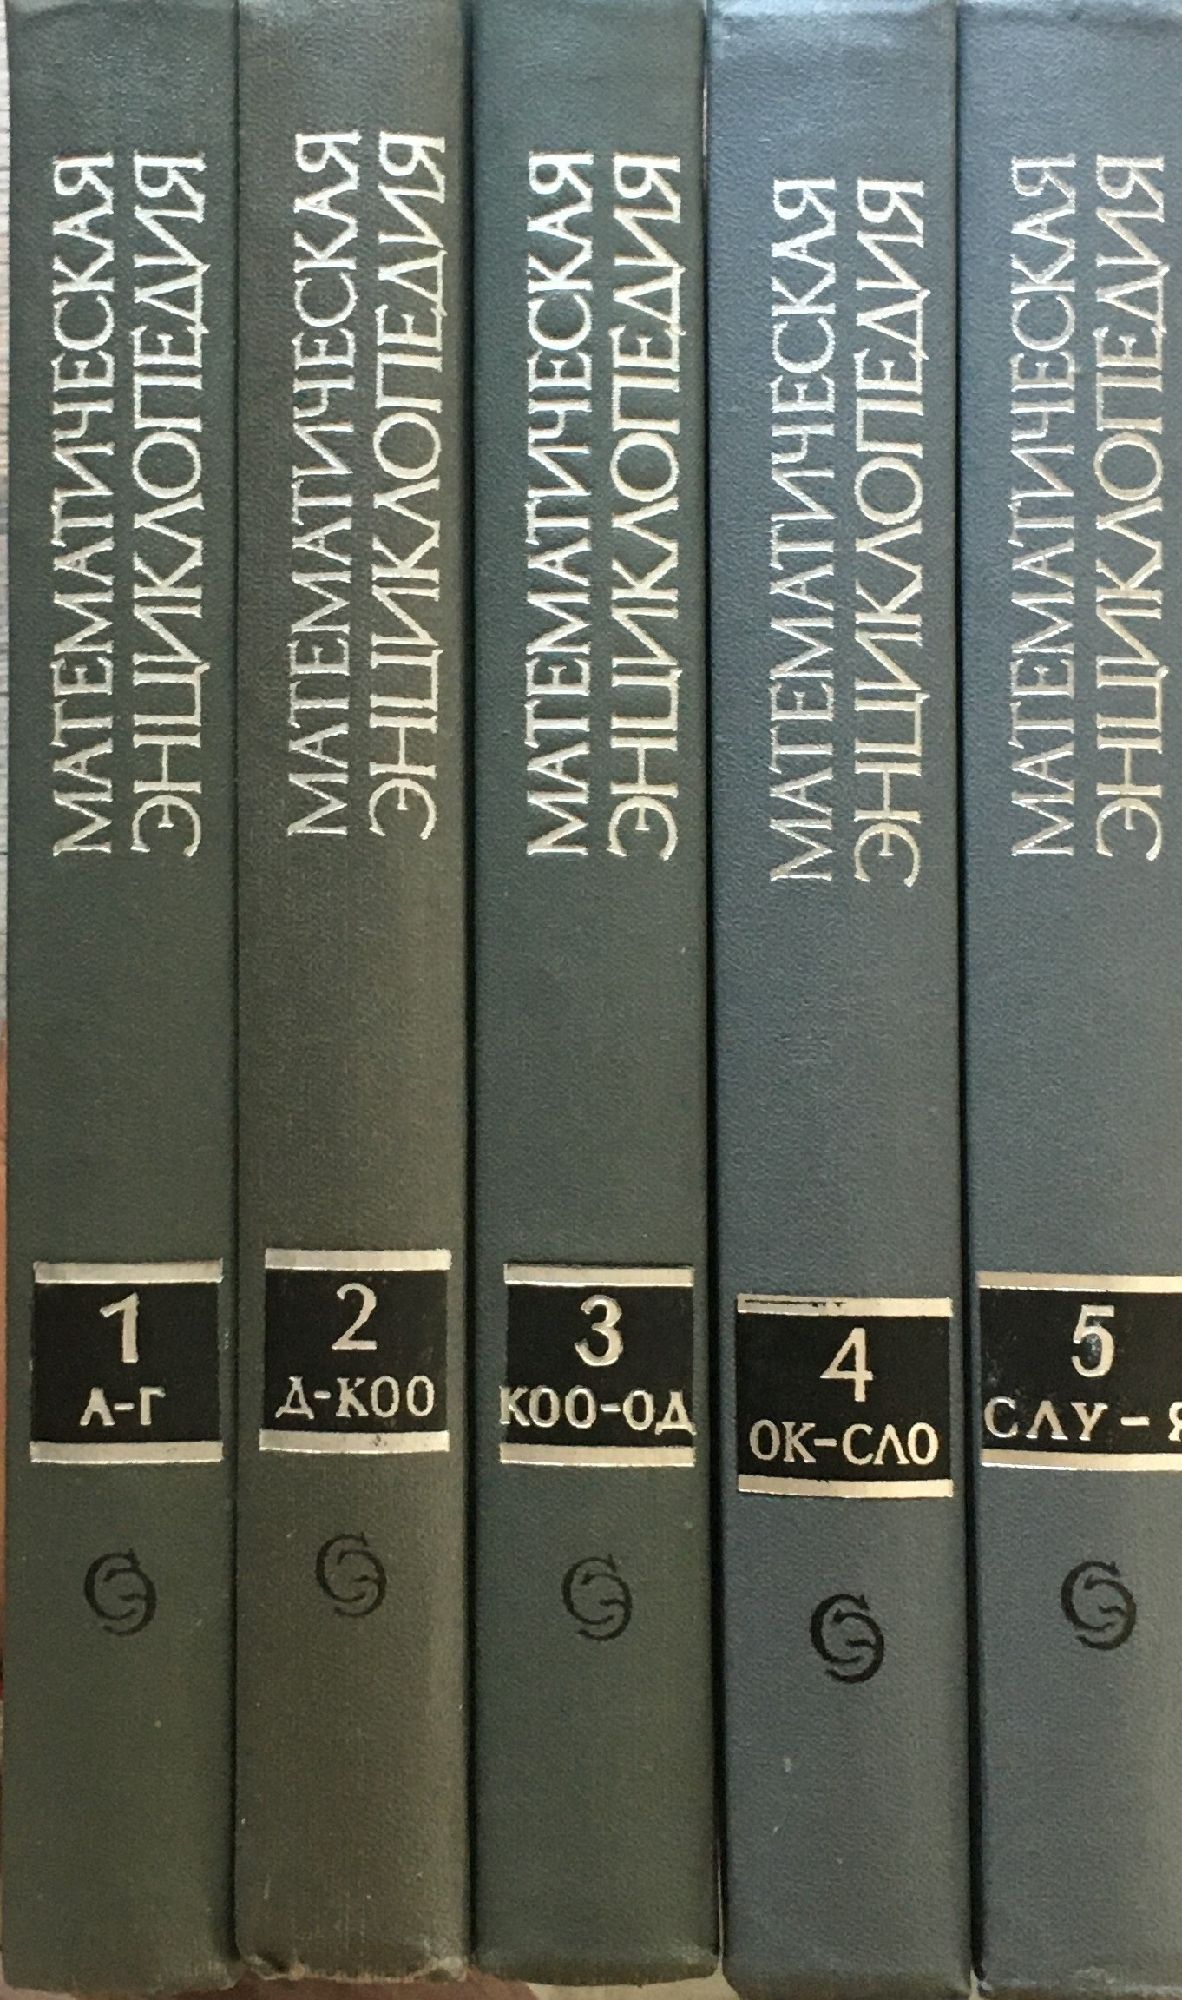 МАТЕМАТИЧЕСКАЯ
ЭНЦИКЛОПЕДИЯ
1
А-Г
МАТЕМАТИЧЕСКАЯ
ЭНЦИКЛОПЕДИЯ
2
Д-КОО
МАТЕМАТИЧЕСКАЯ
ЭНЦИКЛОПЕДИЯ
3
КОО-ОД
МАТЕМАТИЧЕСКАЯ
ЭНЦИКЛОПЕДИЯ
4
ОК-СЛО
МАТЕМАТИЧЕСКАЯ
ЭНЦИКЛОПЕДИЯ
5
СЛУ-Я